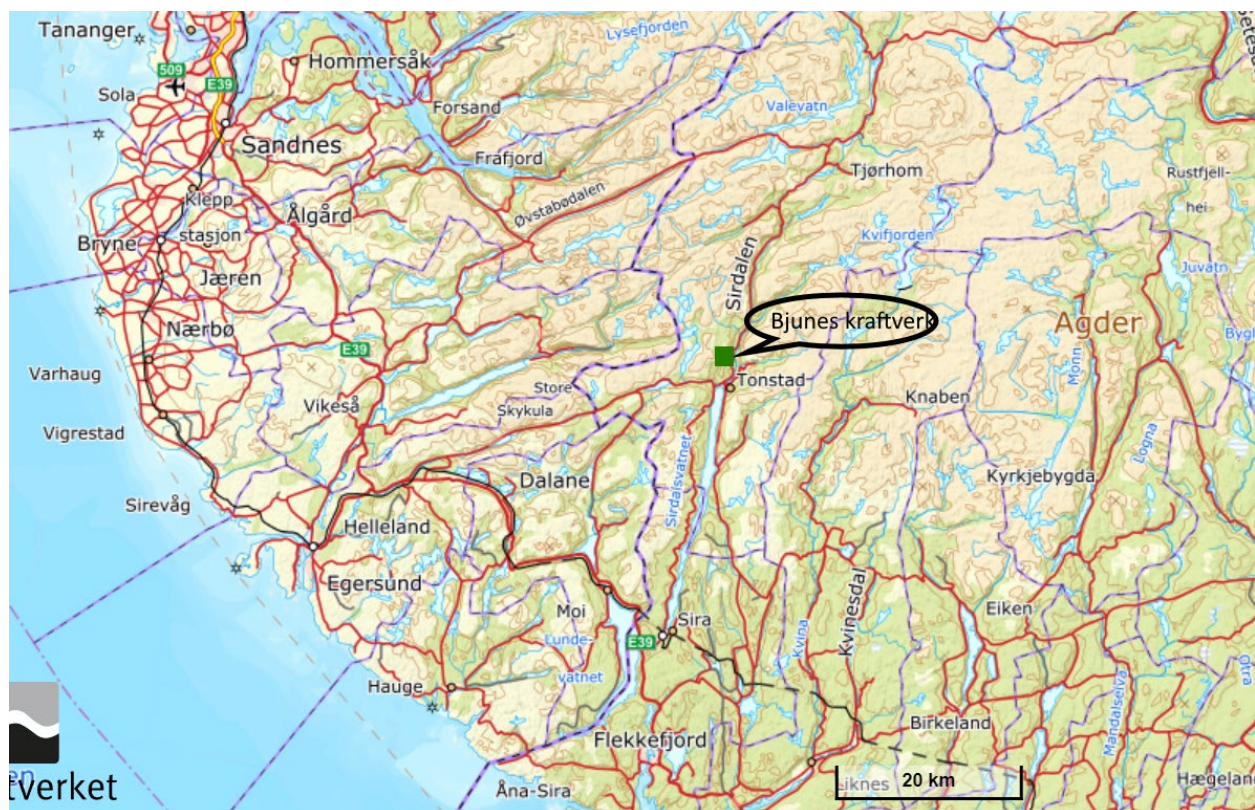 Tananger
Hommersåk
Lysefjorden
509
E39
Sola
Forsand
Valevatn
Sandnes
Frafjord
Tjørhom
Øvstabødalen
Rustfjell-
hei
Klepp
stasjon
Ålgård
Kvifjorden
Bryne
Jæren
Sirdalen
Juvatn
Nærbø
Bjunes kraftverk
Agder
E39
Monn
Varhaug
Store
Skykula
Tonstad
Vikeså
Knaben
Vigrestad
Logna
Sirdalsvatnet
Dalane
Kyrkjebygda
Sirevåg
Helleland
Egersund
Moi
Sira
Eiken
Kvina
Kvinesdal
Lunde-
vatnet
E39
Otra
Hauge
Mandalselva
Birkeland
Flekkefjord
tverket
Åna-Sira
Liknes
20 km